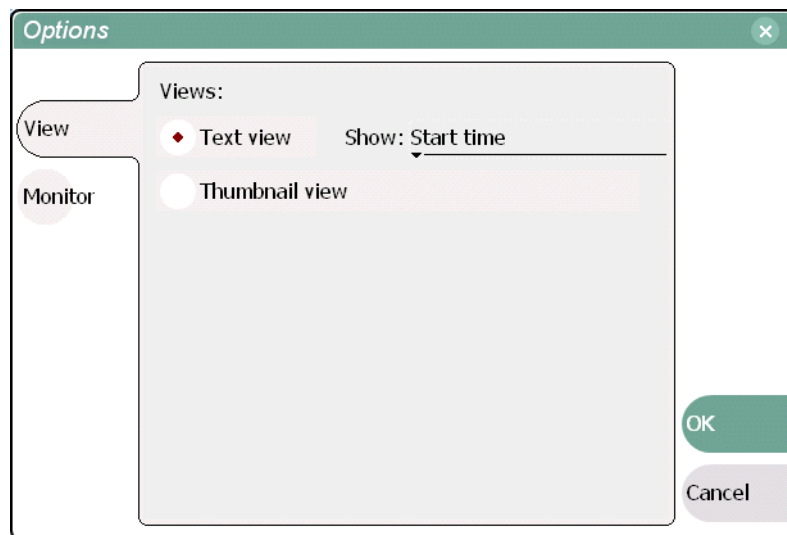 Options
View
Monitor
Views:
Text view
Show: Start time
Thumbnail view
OK
Cancel